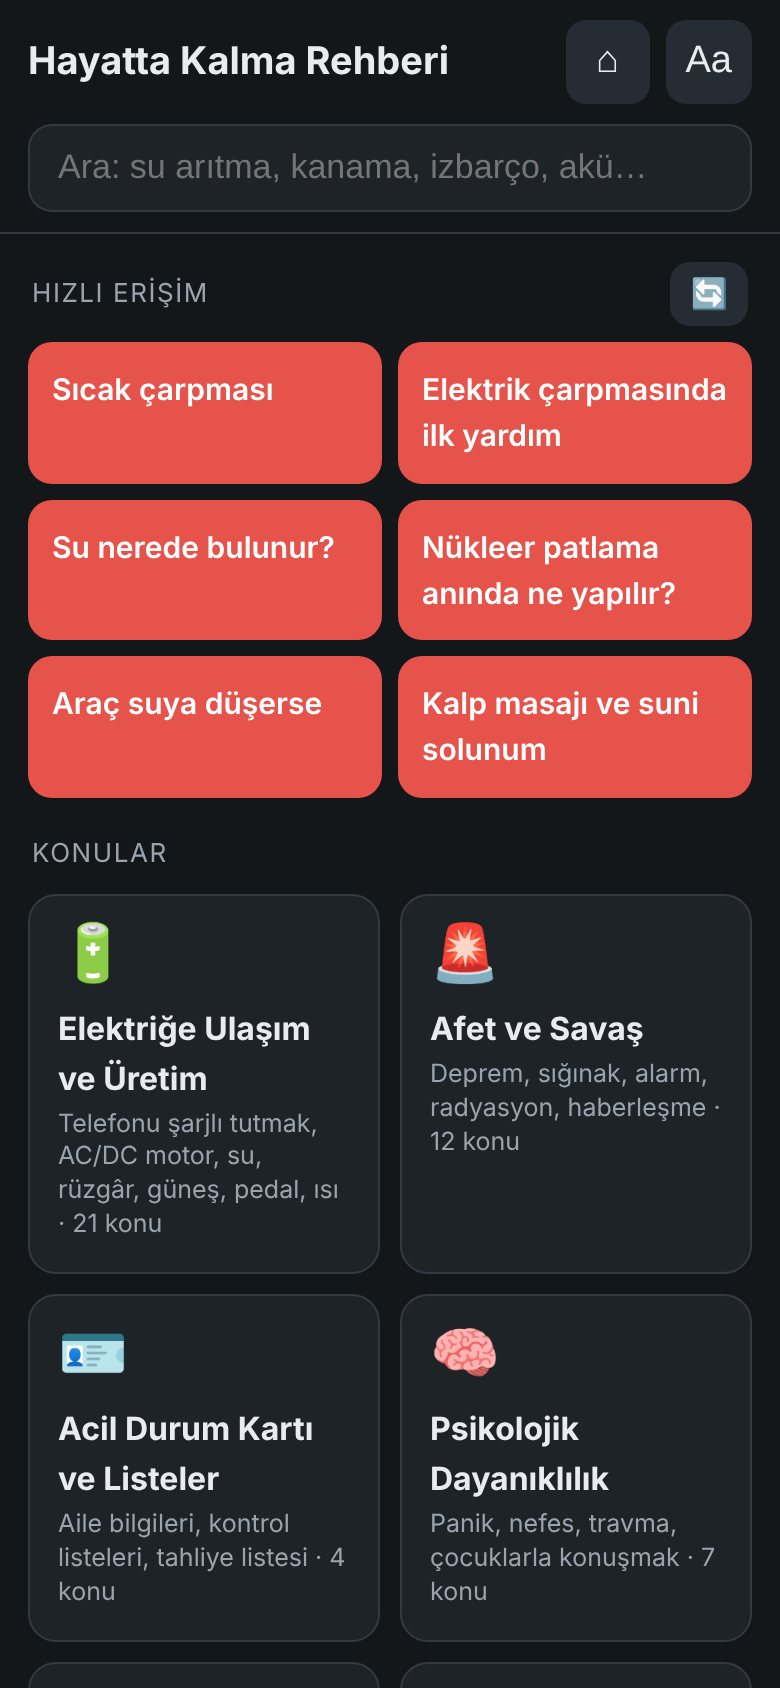 Hayatta Kalma Rehberi
Aa
Ara: su arıtma, kanama, izbarço, akü…
HIZLI ERİŞİM
Sıcak çarpması
Elektrik çarpmasında
ilk yardım
Su nerede bulunur?
Nükleer patlama
anında ne yapılır?
Araç suya düşerse
Kalp masajı ve suni
solunum
KONULAR
Elektriğe Ulaşım
ve Üretim
Telefonu şarjlı tutmak,
AC/DC motor, su,
rüzgâr, güneş, pedal, ısı
· 21 konu
Afet ve Savaş
Deprem, sığınak, alarm,
radyasyon, haberleşme ·
12 konu
Acil Durum Kartı
ve Listeler
Aile bilgileri, kontrol
listeleri, tahliye listesi · 4
konu
Psikolojik
Dayanıklılık
Panik, nefes, travma,
çocuklarla konuşmak · 7
konu